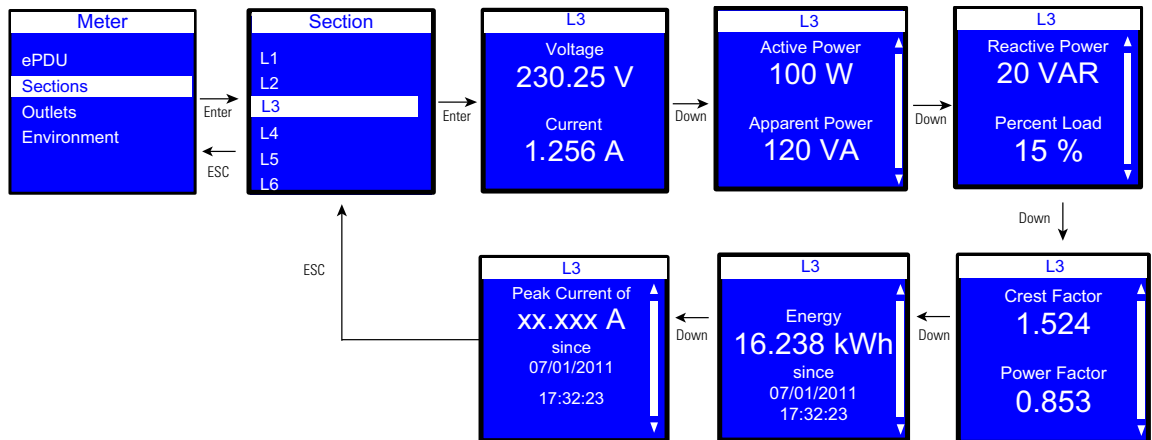 Meter
ePDU
Sections
Outlets
Environment
Enter
ESC
Section
L1
L2
L3
L4
L5
L6
Enter
L3
Voltage
230.25 V
Current
1.256 A
Down
L3
Active Power
100 W
Apparent Power
120 VA
Down
L3
Reactive Power
20 VAR
Percent Load
15 %
Down
L3
Crest Factor
1.524
Power Factor
0.853
Down
L3
Energy
16.238 kWh
since
07/01/2011
17:32:23
Down
L3
Peak Current of
xx.xxx A
since
07/01/2011
17:32:23
ESC